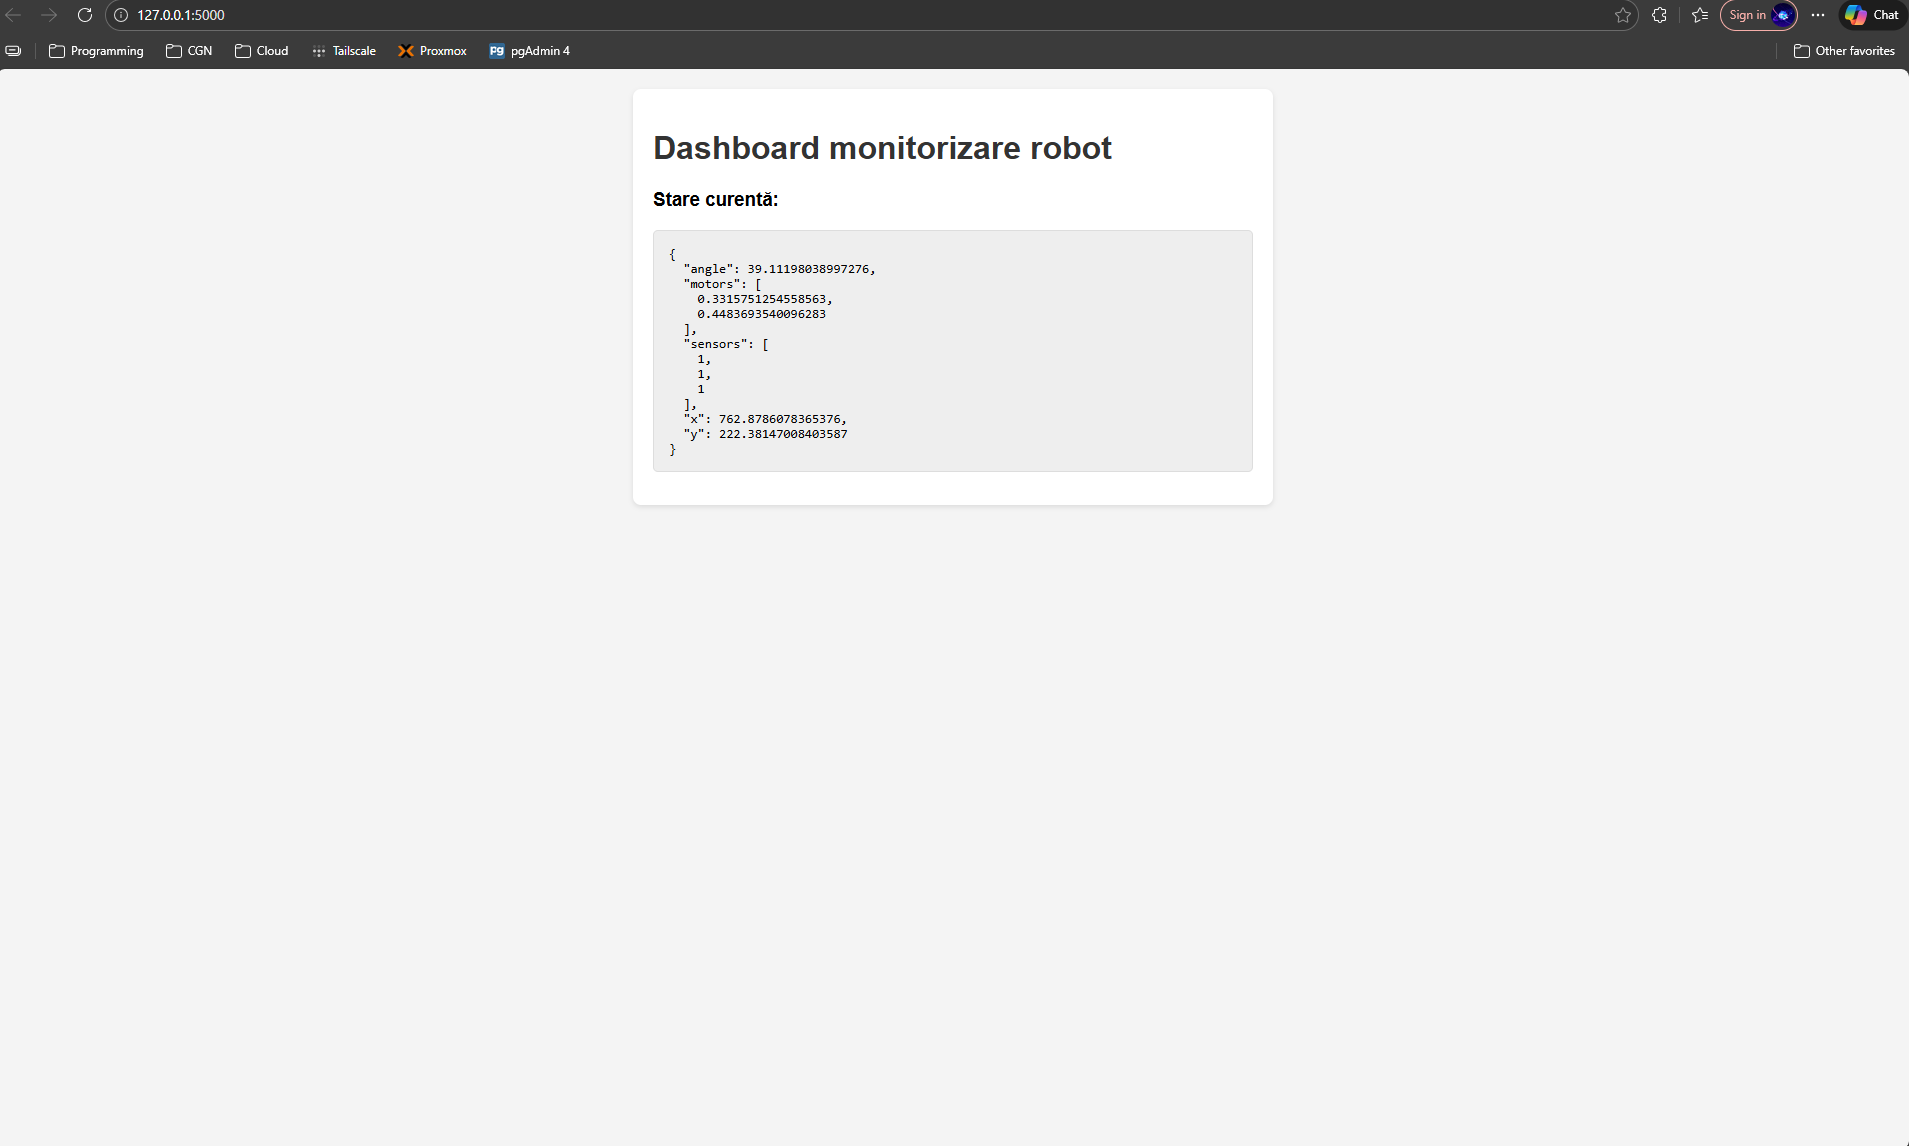 127.0.0.1:5000
Sign in
Chat
Programming
CGN
Cloud
Tailscale
Proxmox
pgAdmin 4
Other favorites
Dashboard monitorizare robot
Stare curentă:
{
  "angle": 39.11198038997276,
  "motors": [
    0.3315751254558563,
    0.4483693540096283
  ],
  "sensors": [
    1,
    1,
    1
  ],
  "x": 762.8786078365376,
  "y": 222.38147008403587
}